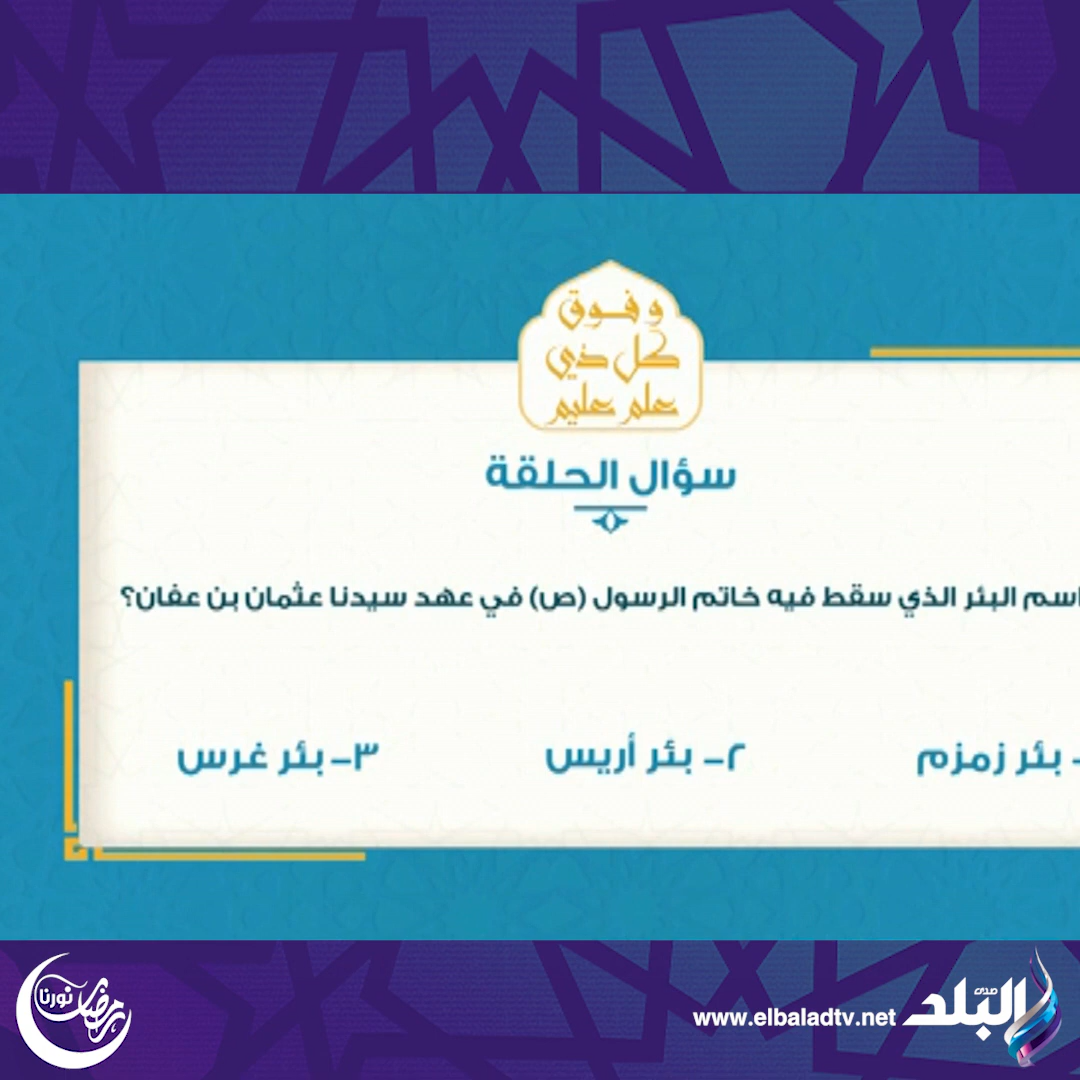 وفوق
كل ذي
علم عليم
سؤال الحلقة
اسم البئر الذي سقط فيه خاتم الرسول (ص) في عهد سيدنا عثمان بن عفان؟
- بئر زمزم
٢- بئر أريس
٣- بئر غرس
رمضان نورنا
www.elbaladtv.net
صدى البلد